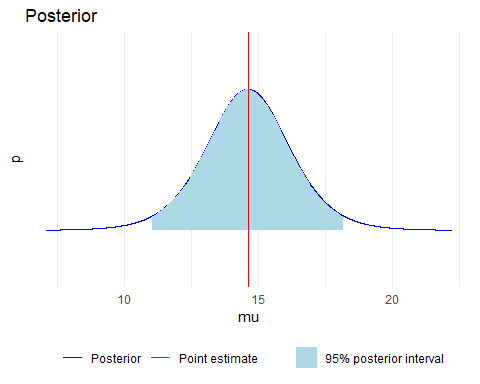 Posterior
p
10 15 20
mu
Posterior Point estimate 95% posterior interval